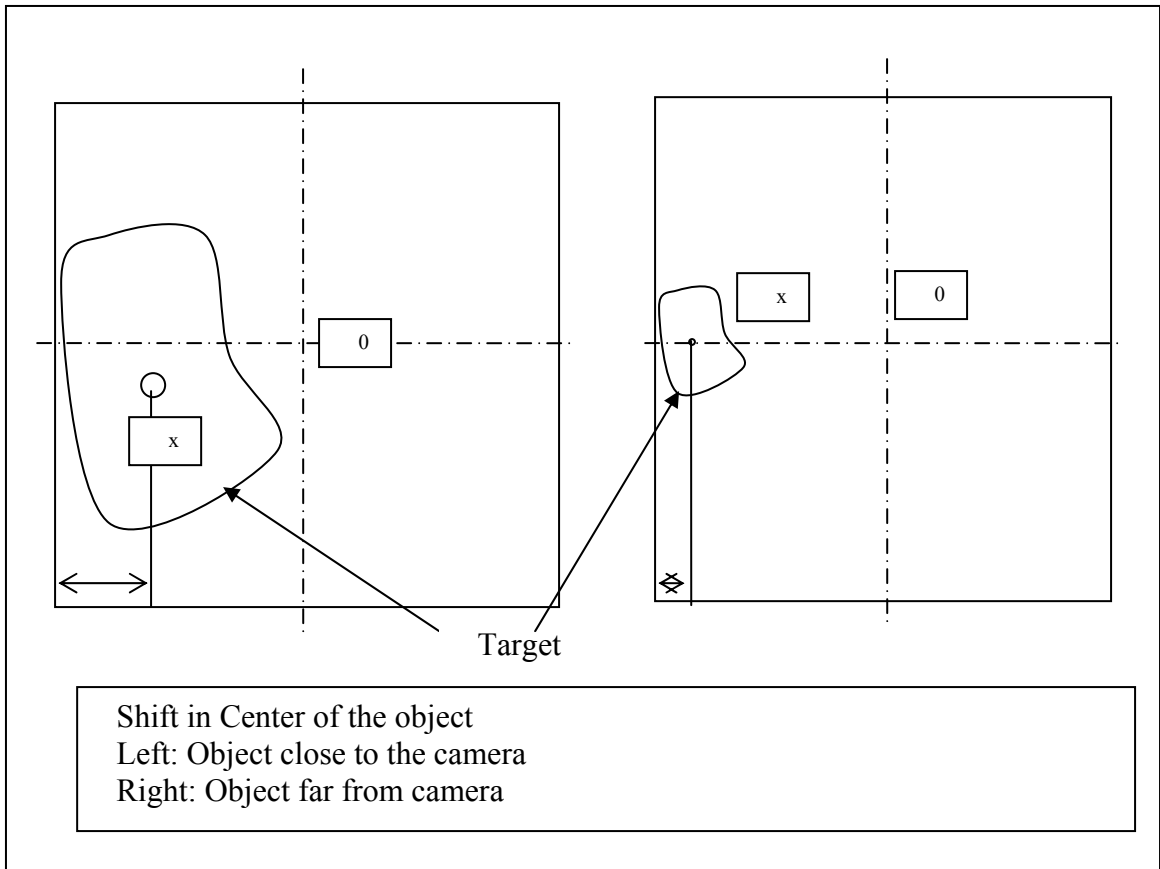 x
0
x
0
Target
Shift in Center of the object
Left: Object close to the camera
Right: Object far from camera